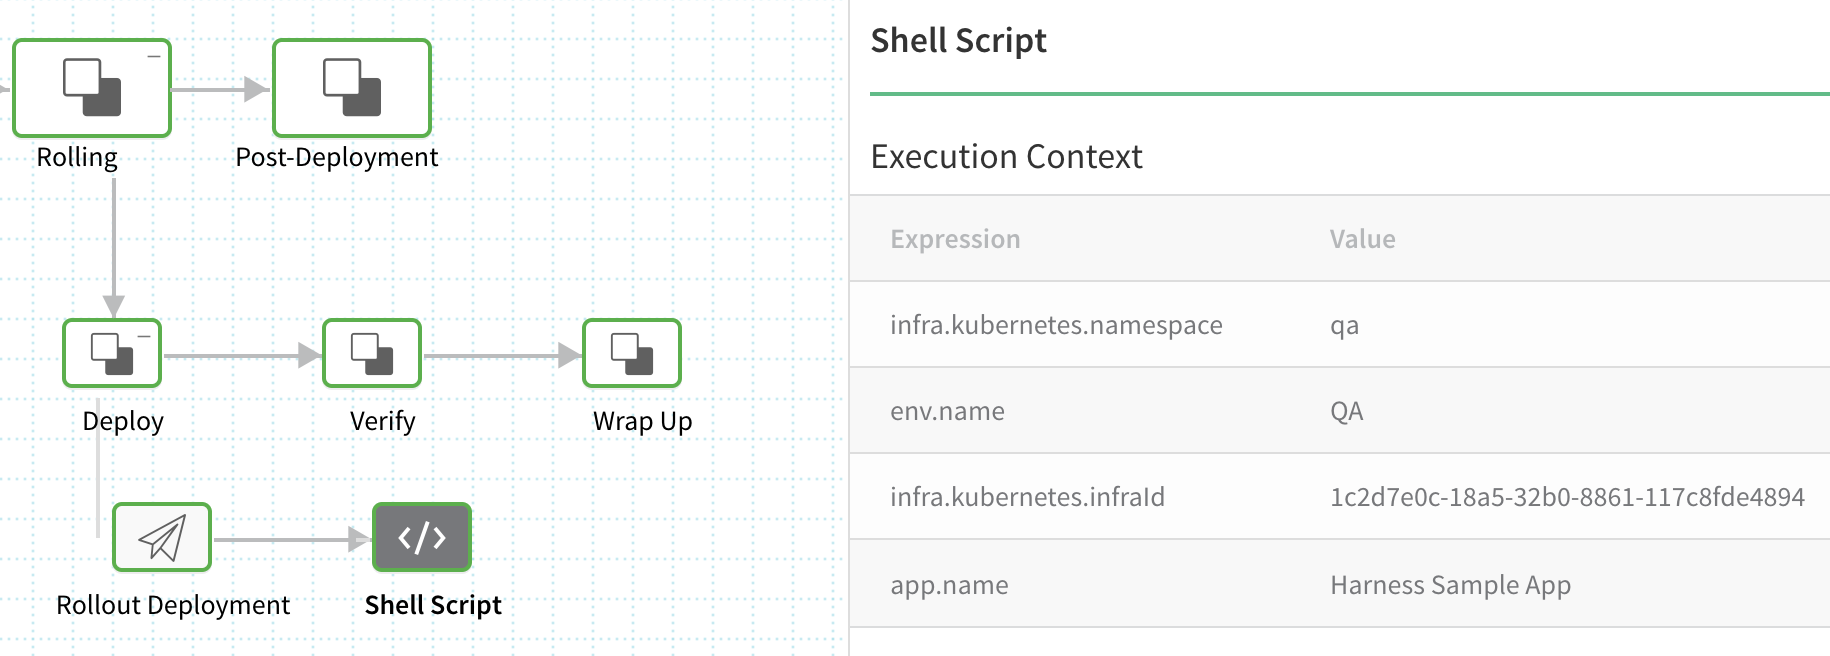 Rolling
Post-Deployment
Deploy
Verify
Wrap Up
Rollout Deployment
</>
Shell Script
Shell Script
Execution Context
Expression Value
infra.kubernetes.namespace qa
env.name QA
infra.kubernetes.infraId 1c2d7e0c-18a5-32b0-8861-117c8fde4894
app.name Harness Sample App